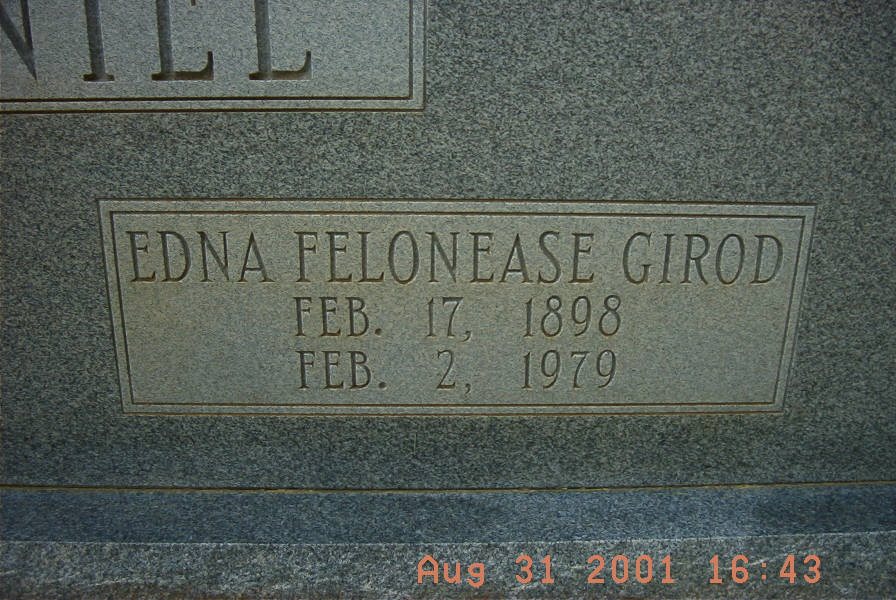 EDNA FELONEASE GIROD
FEB. 17, 1898
FEB. 2, 1979
Aug 31 2001 16:43